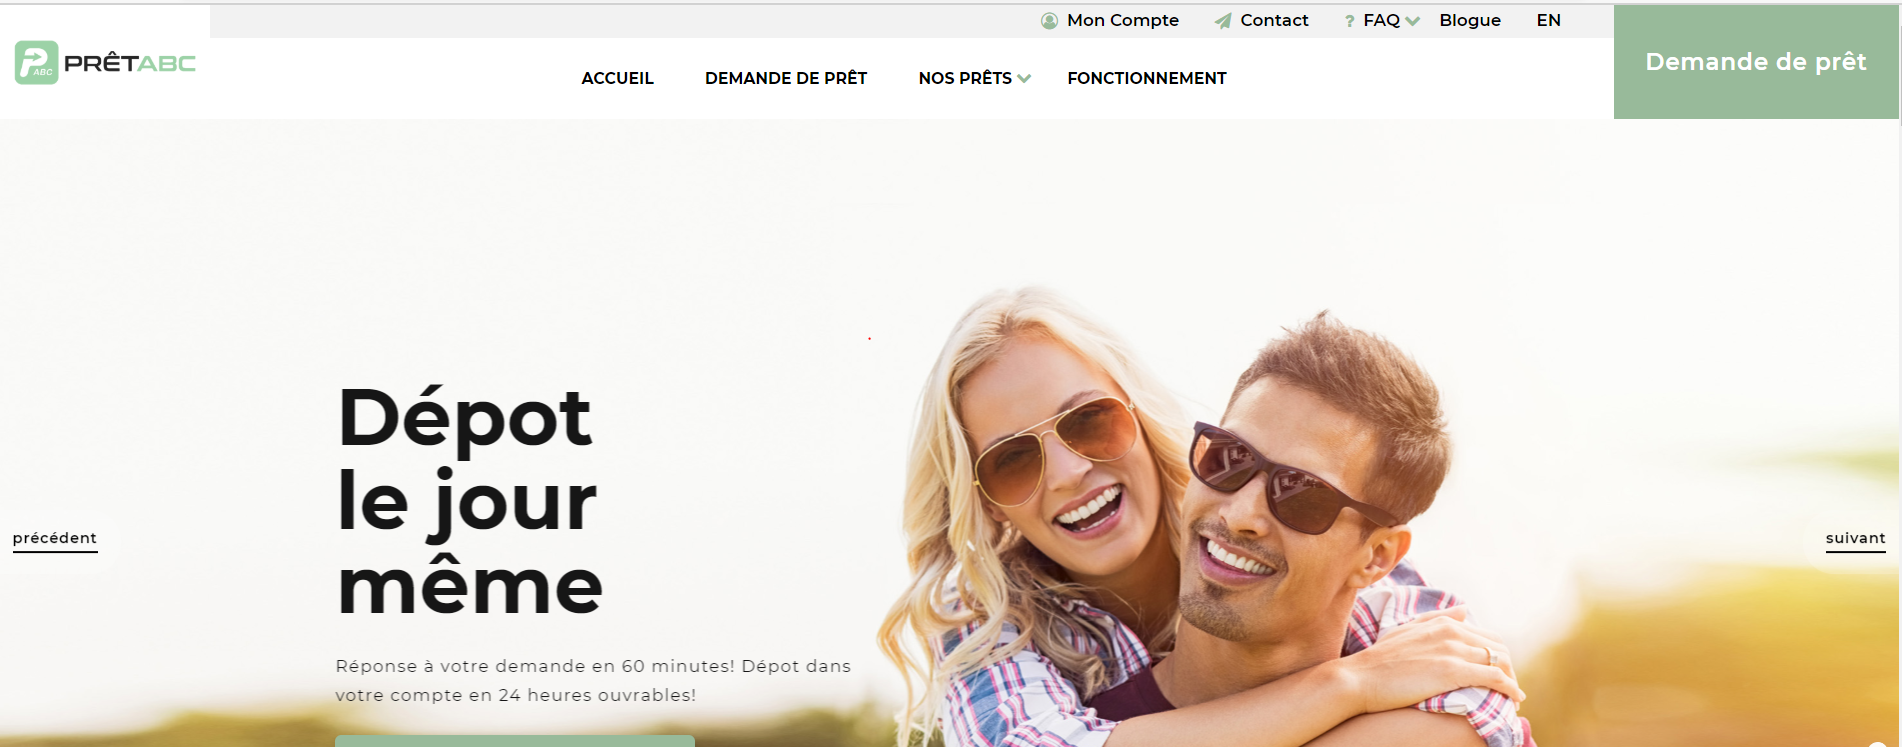 Mon Compte Contact ? FAQ Blogue EN
P ABC PRÊTABC
ACCUEIL DEMANDE DE PRÊT NOS PRÊTS FONCTIONNEMENT
Demande de prêt
Dépot
le jour
même
précédent
suivant
Réponse à votre demande en 60 minutes! Dépot dans
votre compte en 24 heures ouvrables!